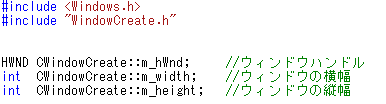 #include <Windows.h>
#include "WindowCreate.h"
HWND CWindowCreate::m_hWnd; //ウィンドウハンドル
int CWindowCreate::m_width; //ウィンドウの横幅
int CWindowCreate::m_height; //ウィンドウの縦幅